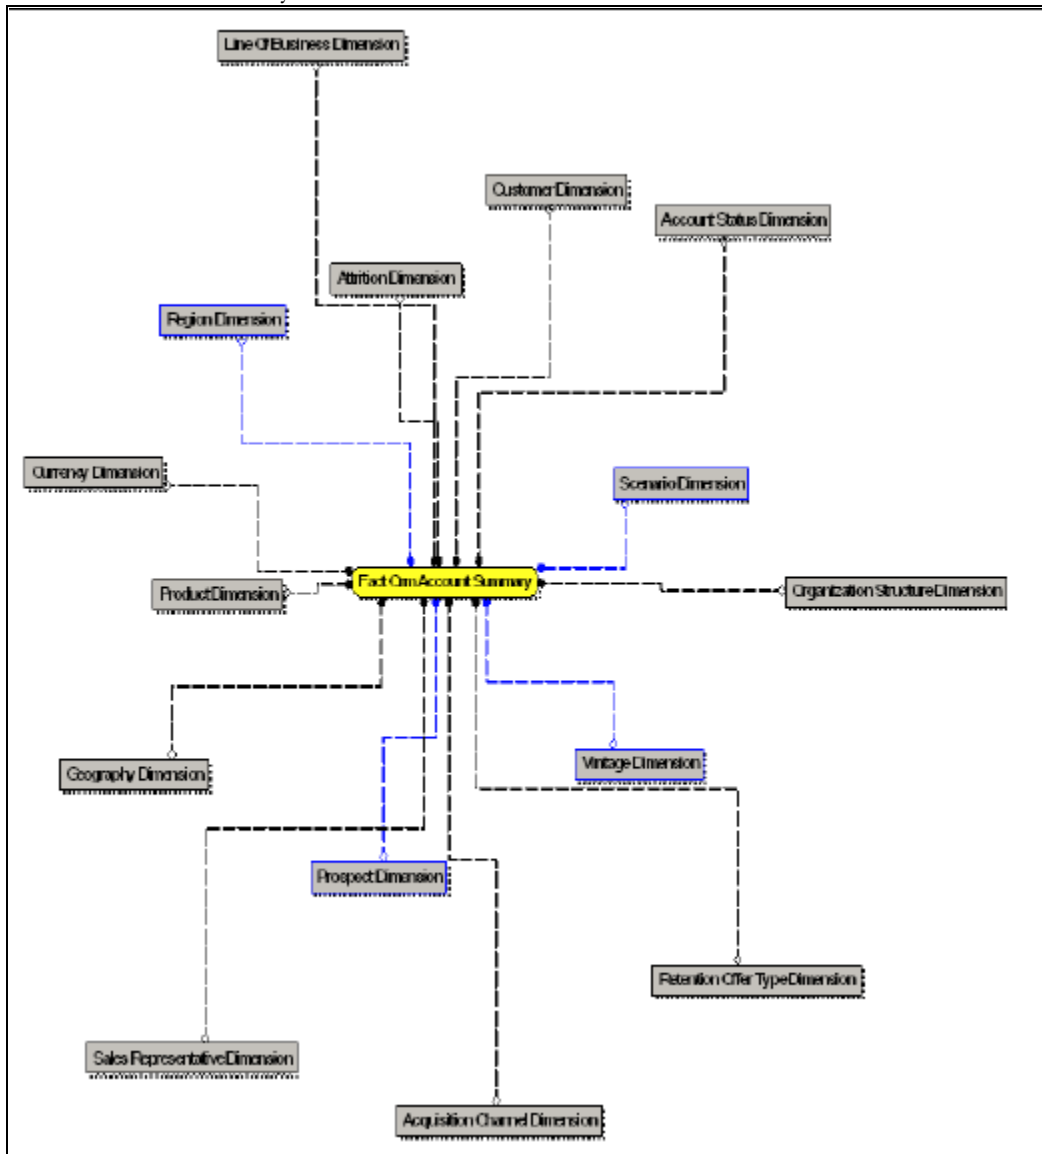 Line Of Business Dimension
Customer Dimension
Account Status Dimension
Attrition Dimension
Region Dimension
Currency Dimension
Scenario Dimension
Fact Crm Account Summary
Product Dimension
Organization Structure Dimension
Geography Dimension
Vintage Dimension
Prospect Dimension
Retention Offer Type Dimension
Sales Representative Dimension
Acquisition Channel Dimension